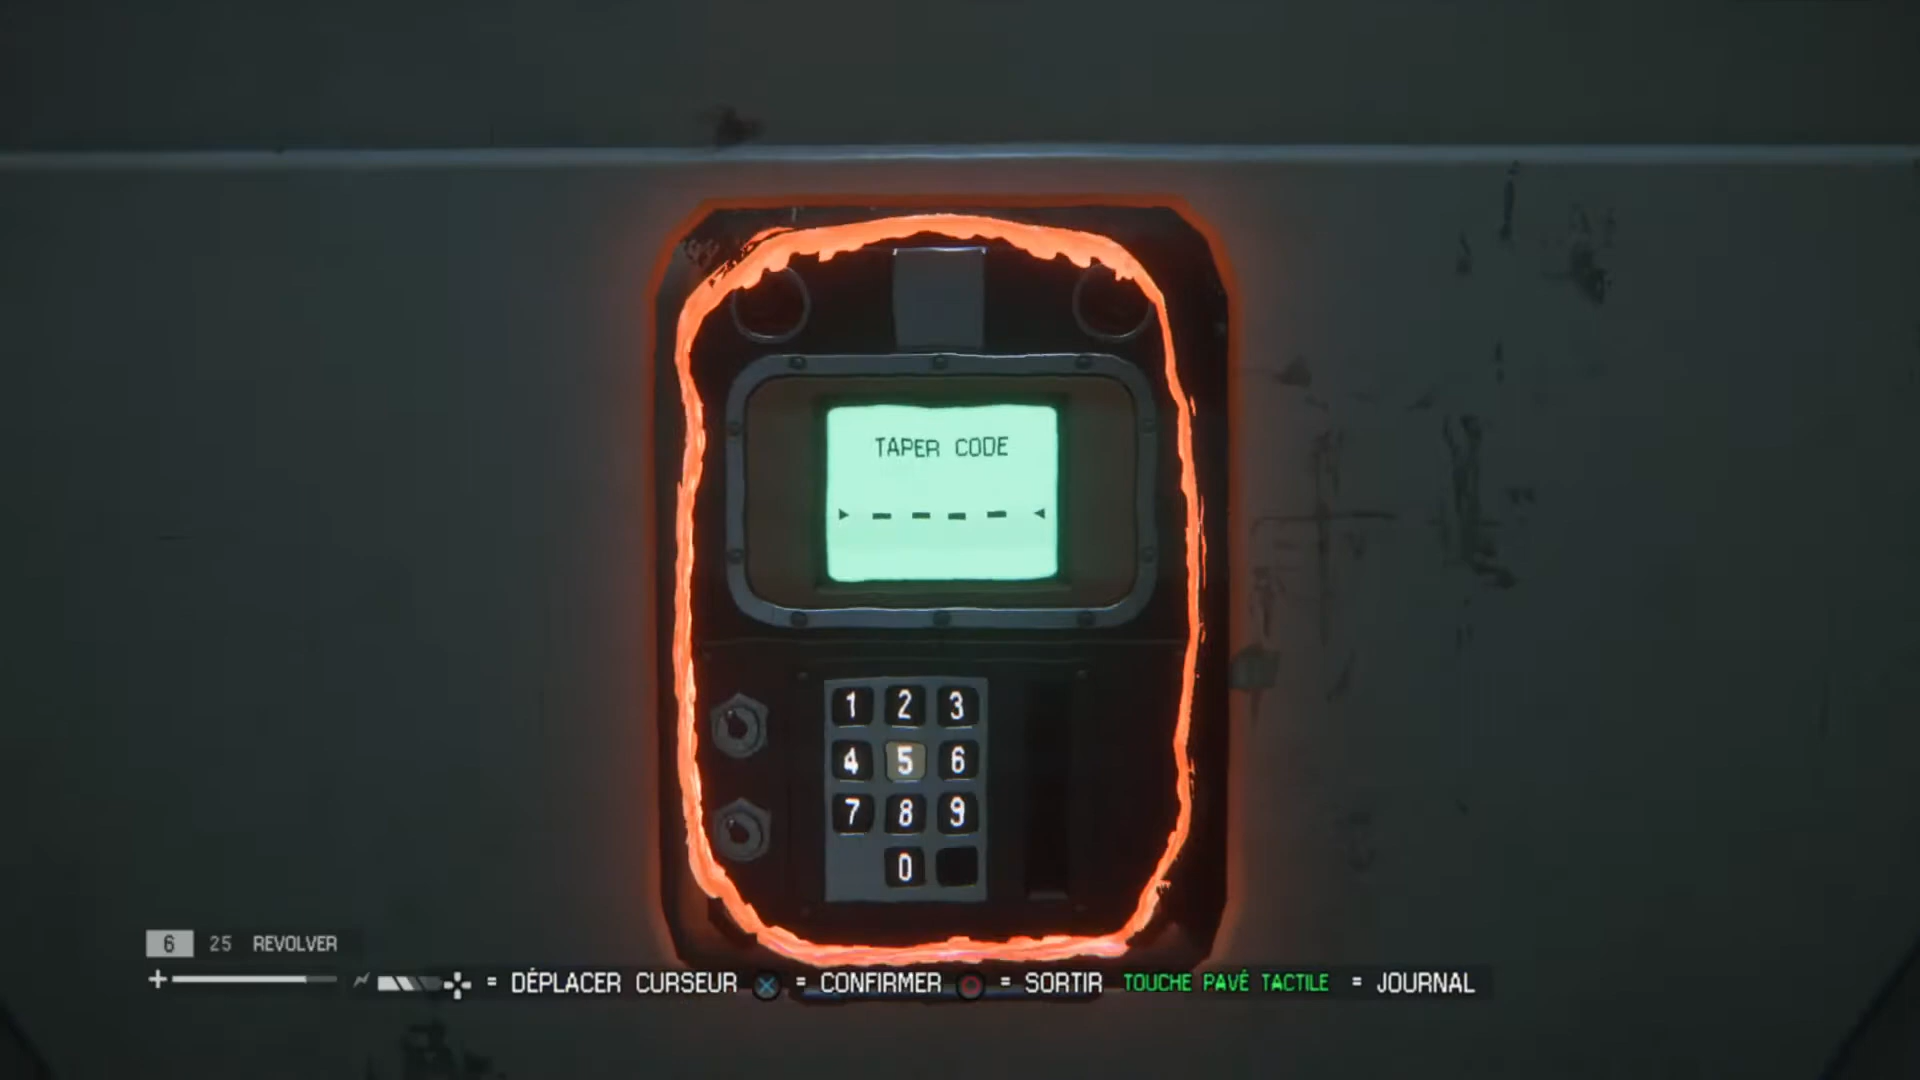 TAPER CODE
1 2 3
4 5 6
7 8 9
0
6 25 REVOLVER
= DÉPLACER CURSEUR = CONFIRMER = SORTIR TOUCHE PAVÉ TACTILE = JOURNAL